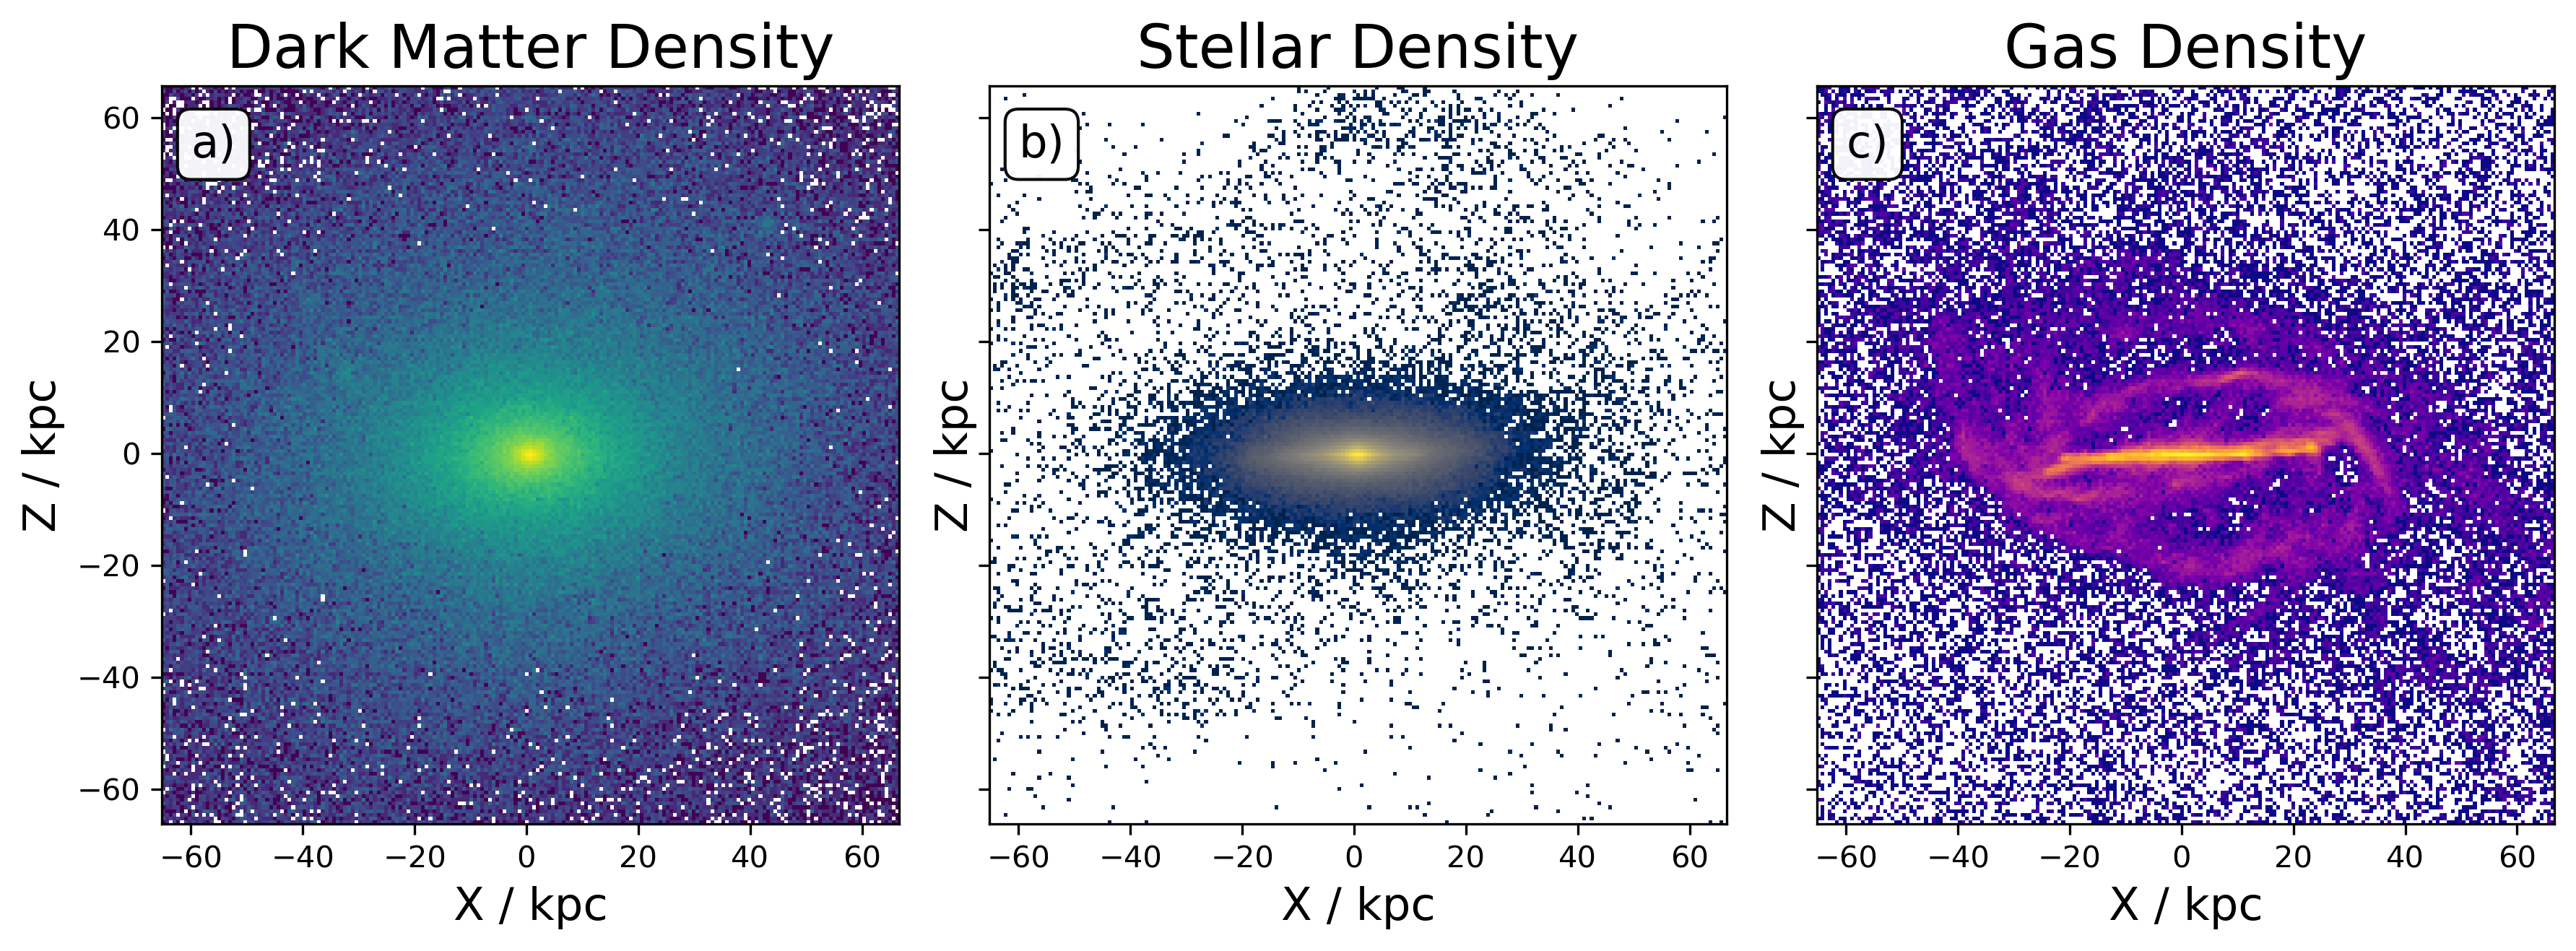 Dark Matter Density
Stellar Density
Gas Density
a)
b)
c)
60
40
20
0
−20
−40
−60
Z / kpc
Z / kpc
Z / kpc
−60 −40 −20 0 20 40 60
−60 −40 −20 0 20 40 60
−60 −40 −20 0 20 40 60
X / kpc
X / kpc
X / kpc